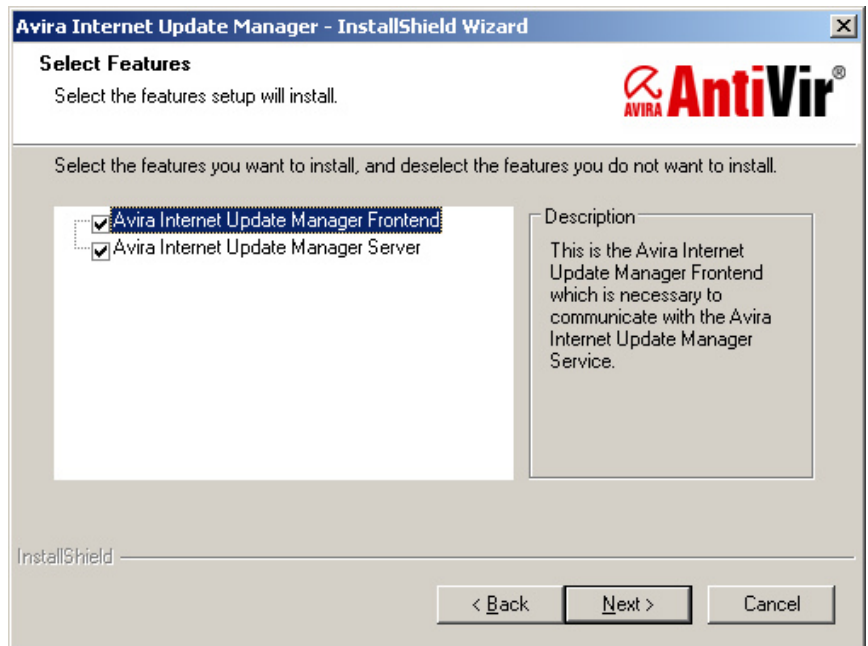 Avira Internet Update Manager - InstallShield Wizard
Select Features
Select the features setup will install.
AVIRA AntiVir®
Select the features you want to install, and deselect the features you do not want to install.
Avira Internet Update Manager Frontend
Avira Internet Update Manager Server
Description
This is the Avira Internet
Update Manager Frontend
which is necessary to
communicate with the Avira
Internet Update Manager
Service.
InstallShield
< Back
Next >
Cancel